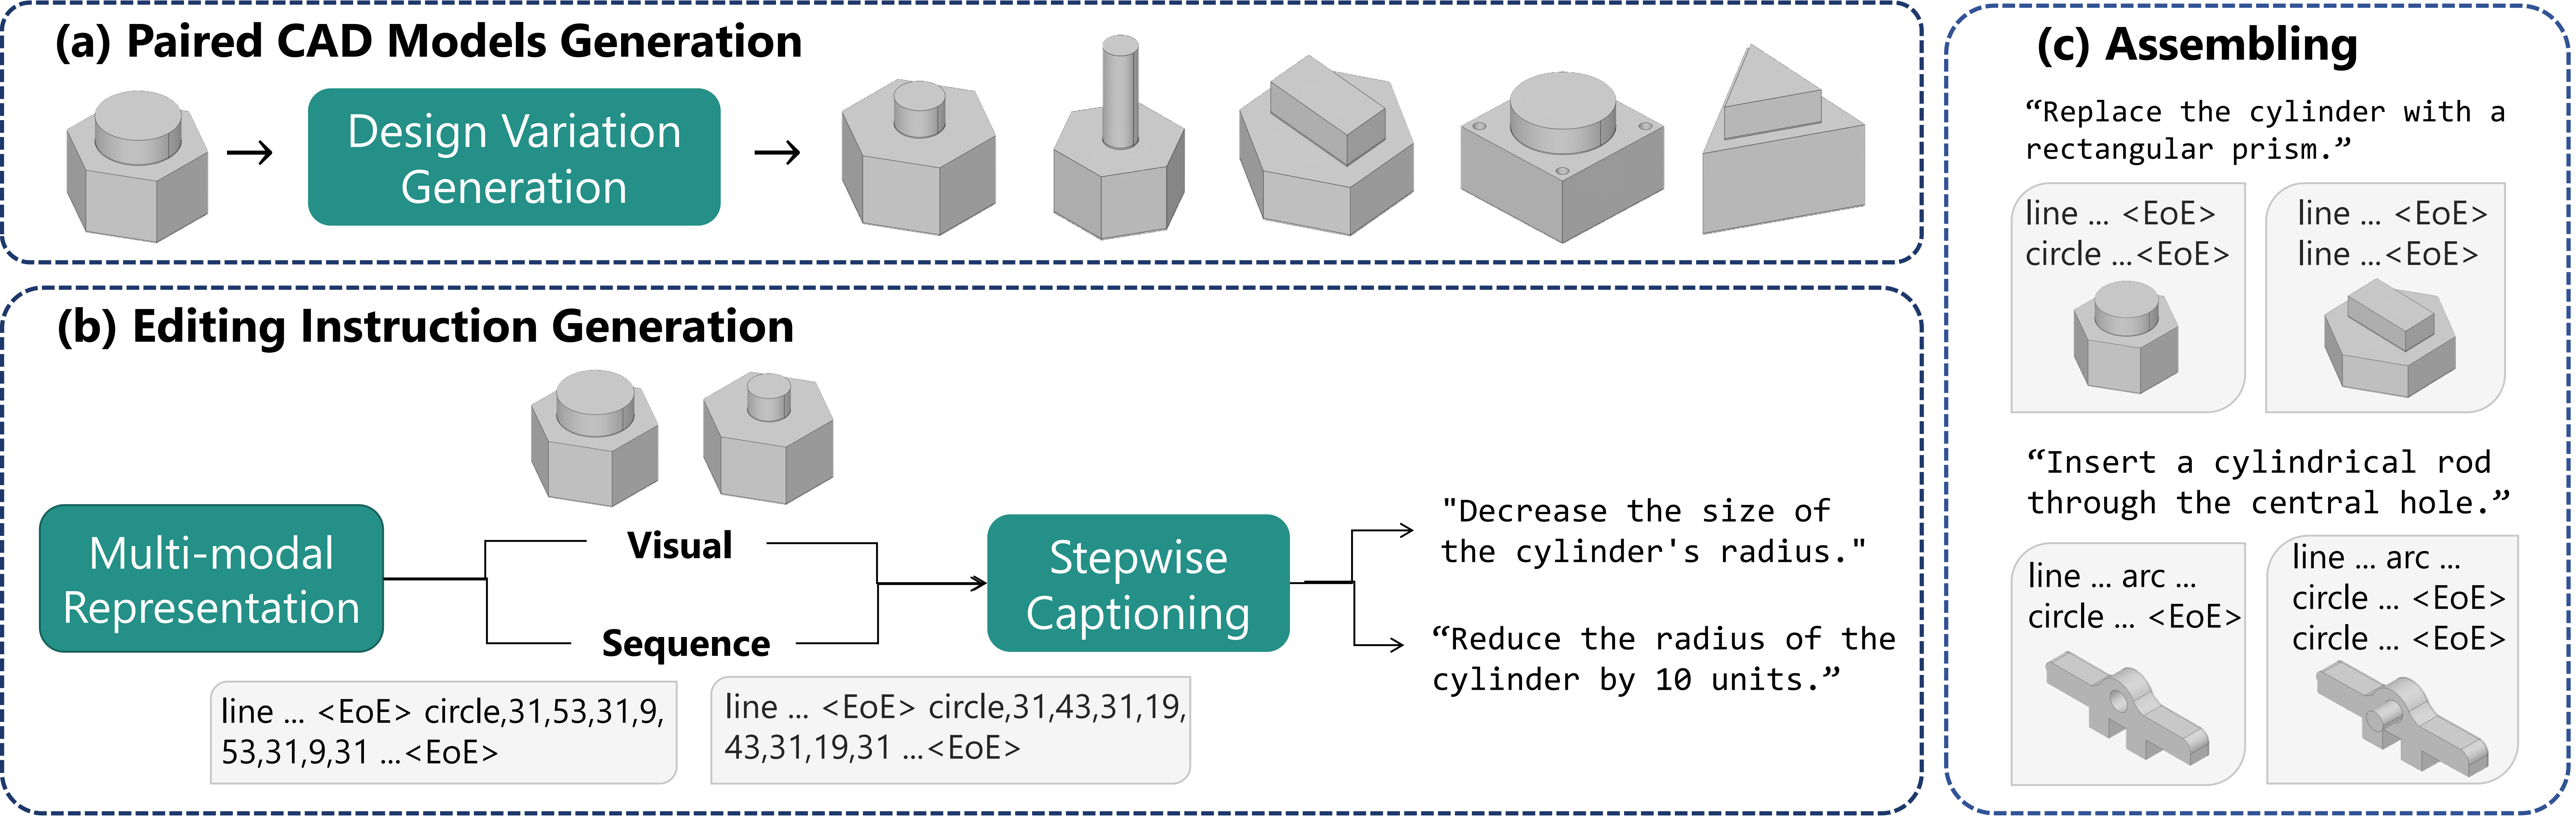 (a) Paired CAD Models Generation
Design Variation
Generation
(b) Editing Instruction Generation
Multi-modal
Representation
Visual
Sequence
line ... <EoE> circle,31,53,31,9,
53,31,9,31 ...<EoE>
line ... <EoE> circle,31,43,31,19,
43,31,19,31 ...<EoE>
Stepwise
Captioning
"Decrease the size of
the cylinder's radius."
“Reduce the radius of the
cylinder by 10 units.”
(c) Assembling
“Replace the cylinder with a
rectangular prism.”
line ... <EoE>
circle ...<EoE>
line ... <EoE>
line ...<EoE>
“Insert a cylindrical rod
through the central hole.”
line ... arc ...
circle ... <EoE>
line ... arc ...
circle ... <EoE>
circle ... <EoE>